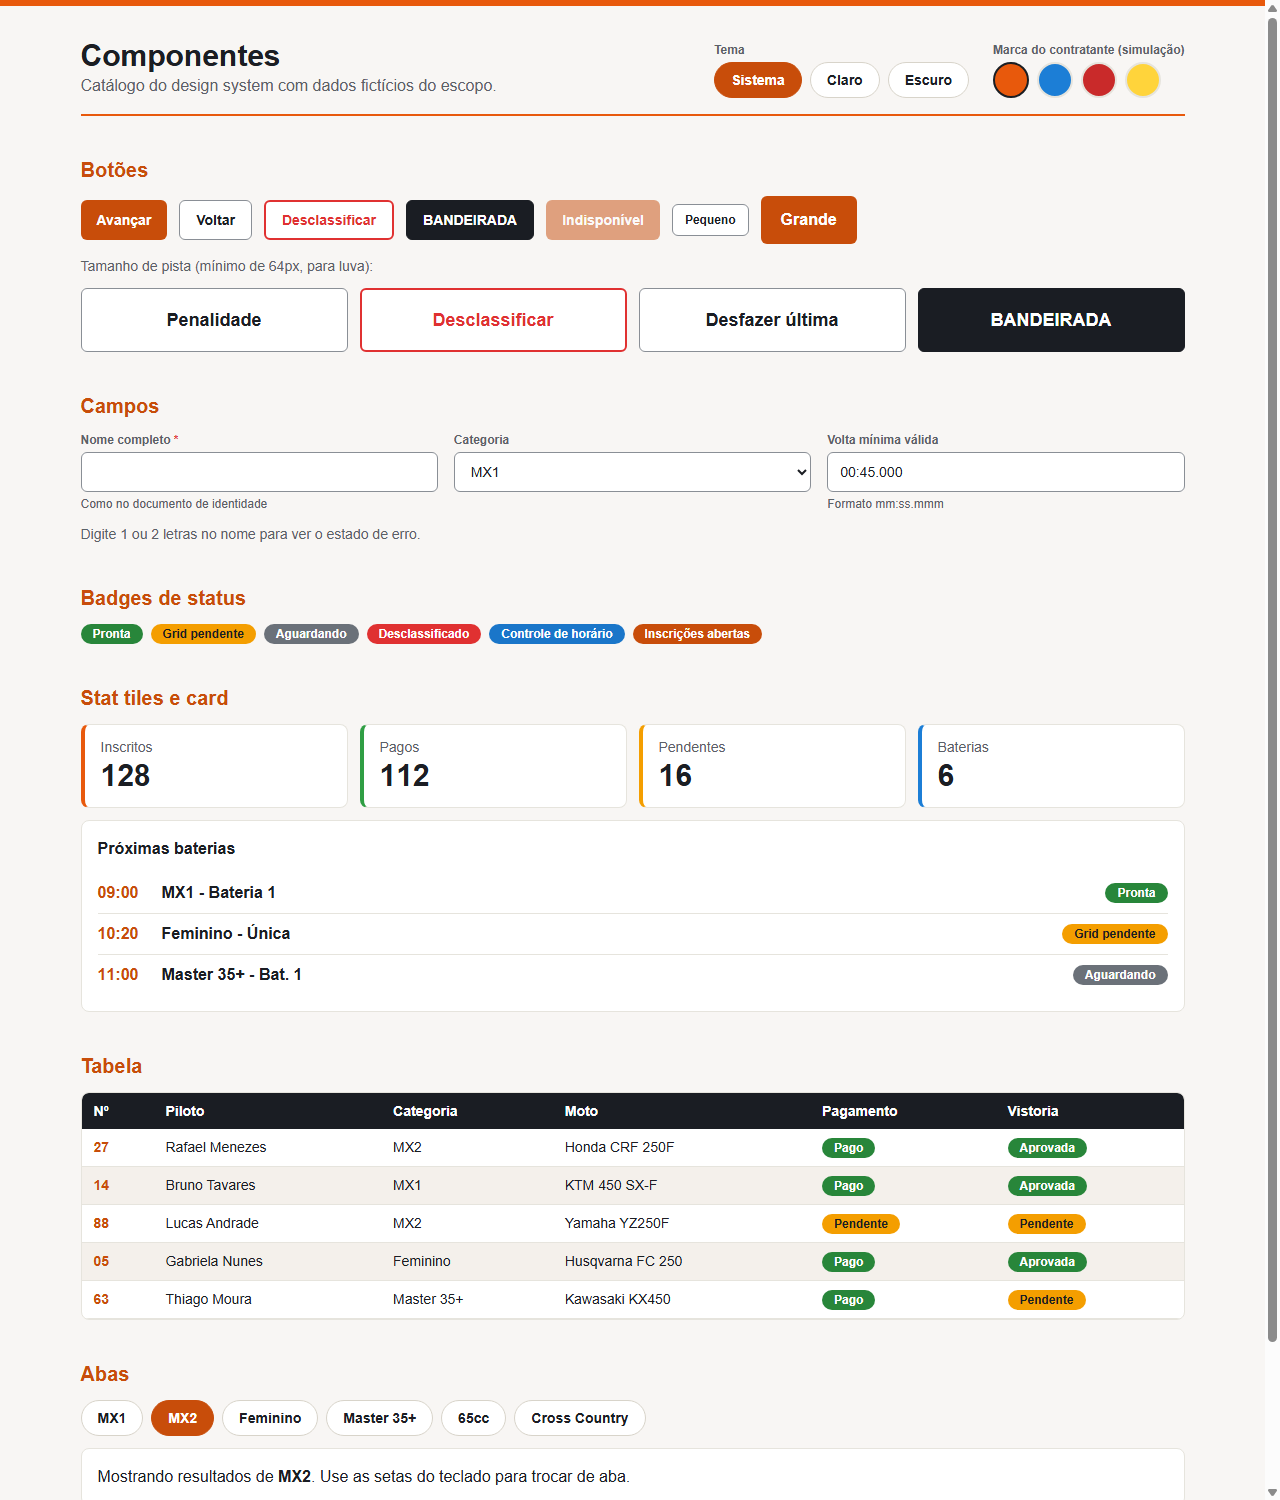 Componentes
Catálogo do design system com dados fictícios do escopo.
Tema
Sistema Claro Escuro
Marca do contratante (simulação)
Botões
Avançar Voltar Desclassificar BANDEIRADA Indisponível Pequeno Grande
Tamanho de pista (mínimo de 64px, para luva):
Penalidade Desclassificar Desfazer última BANDEIRADA
Campos
Nome completo * Categoria Volta mínima válida
MX1 00:45.000
Como no documento de identidade Formato mm:ss.mmm
Digite 1 ou 2 letras no nome para ver o estado de erro.
Badges de status
Pronta Grid pendente Aguardando Desclassificado Controle de horário Inscrições abertas
Stat tiles e card
Inscritos Pagos Pendentes Baterias
128 112 16 6
Próximas baterias
09:00 MX1 - Bateria 1 Pronta
10:20 Feminino - Única Grid pendente
11:00 Master 35+ - Bat. 1 Aguardando
Tabela
Nº Piloto Categoria Moto Pagamento Vistoria
27 Rafael Menezes MX2 Honda CRF 250F Pago Aprovada
14 Bruno Tavares MX1 KTM 450 SX-F Pago Aprovada
88 Lucas Andrade MX2 Yamaha YZ250F Pendente Pendente
05 Gabriela Nunes Feminino Husqvarna FC 250 Pago Aprovada
63 Thiago Moura Master 35+ Kawasaki KX450 Pago Pendente
Abas
MX1 MX2 Feminino Master 35+ 65cc Cross Country
Mostrando resultados de MX2. Use as setas do teclado para trocar de aba.